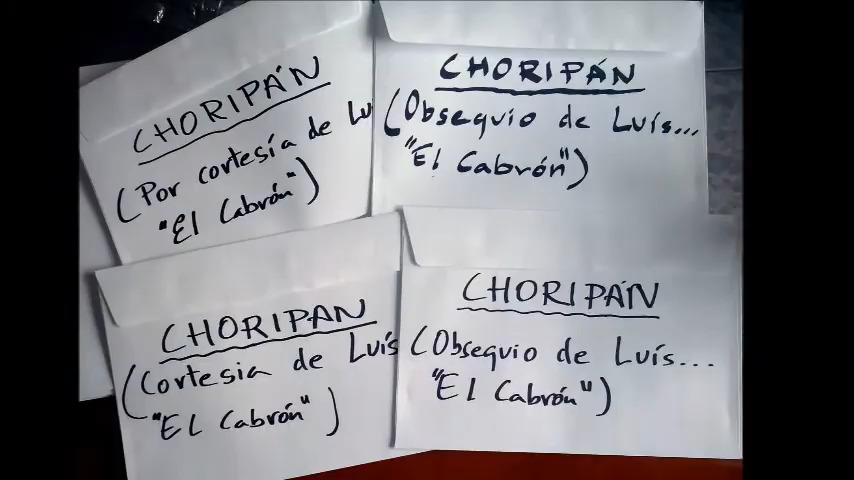 CHORIPÁN
(Por cortesía de Lu
"El Cabrón")
CHORIPÁN
(Obsequio de Luís...
"El Cabrón")
CHORIPAN
(Cortesia de Luís
"EL Cabrón")
CHORIPÁN
(Obsequio de Luís...
"El Cabrón")